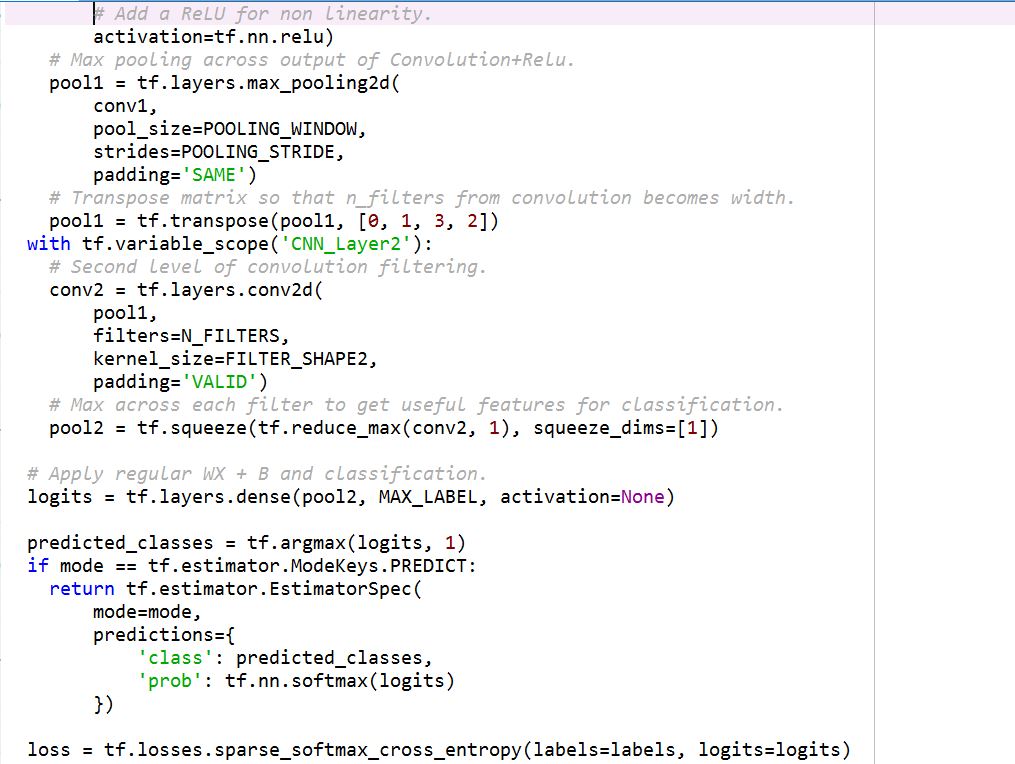 # Add a ReLU for non linearity.
activation=tf.nn.relu)
# Max pooling across output of Convolution+Relu.
pool1 = tf.layers.max_pooling2d(
conv1,
pool_size=POOLING_WINDOW,
strides=POOLING_STRIDE,
padding='SAME')
# Transpose matrix so that n_filters from convolution becomes width.
pool1 = tf.transpose(pool1, [0, 1, 3, 2])
with tf.variable_scope('CNN_Layer2'):
# Second level of convolution filtering.
conv2 = tf.layers.conv2d(
pool1,
filters=N_FILTERS,
kernel_size=FILTER_SHAPE2,
padding='VALID')
# Max across each filter to get useful features for classification.
pool2 = tf.squeeze(tf.reduce_max(conv2, 1), squeeze_dims=[1])
# Apply regular WX + B and classification.
logits = tf.layers.dense(pool2, MAX_LABEL, activation=None)
predicted_classes = tf.argmax(logits, 1)
if mode == tf.estimator.ModeKeys.PREDICT:
return tf.estimator.EstimatorSpec(
mode=mode,
predictions={
'class': predicted_classes,
'prob': tf.nn.softmax(logits)
})
loss = tf.losses.sparse_softmax_cross_entropy(labels=labels, logits=logits)